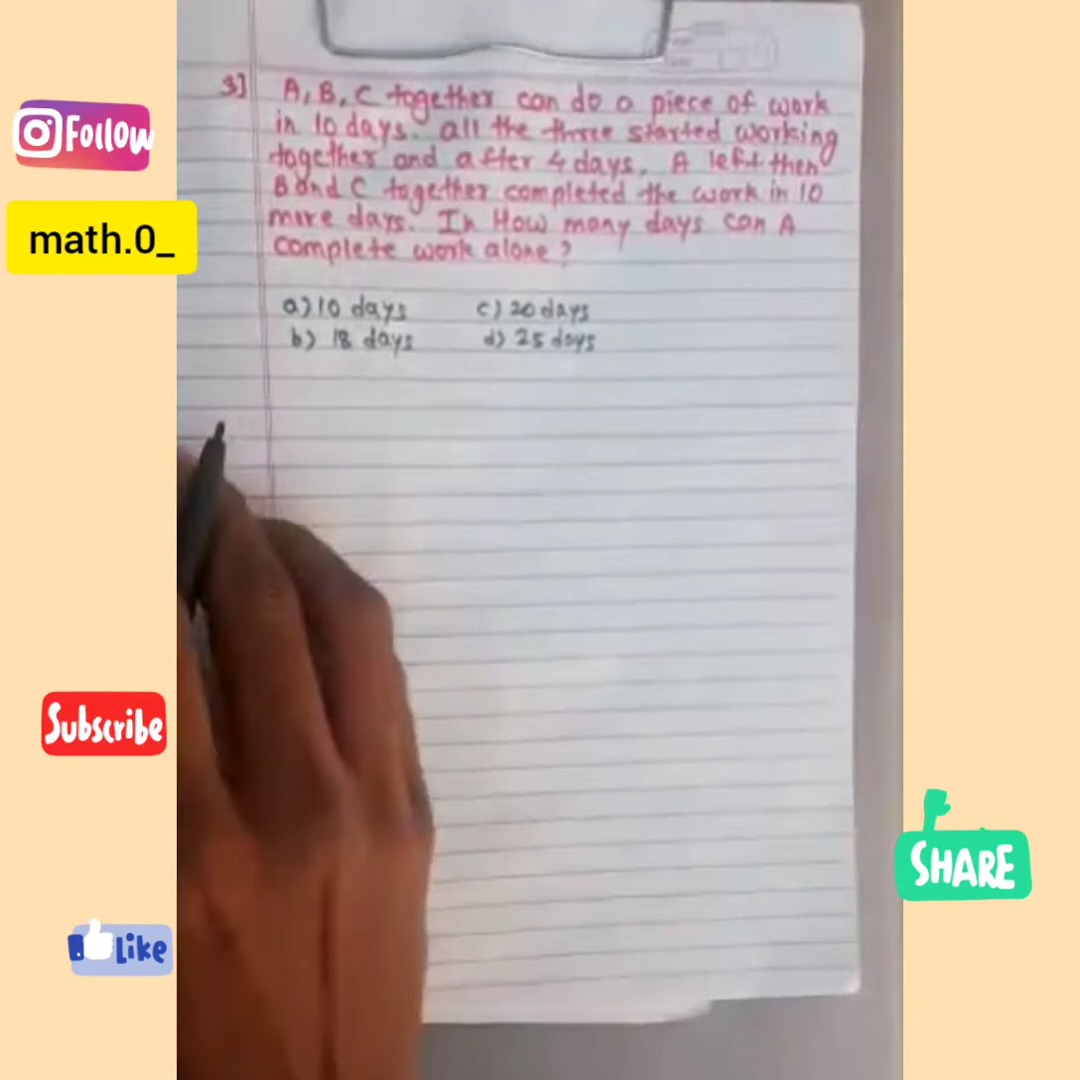 3] A, B, C together can do a piece of work
in 10 days. all the three started working
together and after 4 days, A left then
B and C together completed the work in 10
more days. In How many days can A
complete work alone?
a) 10 days c) 20 days
b) 18 days d) 25 days
Follow
math.0_
Subscribe
SHARE
Like